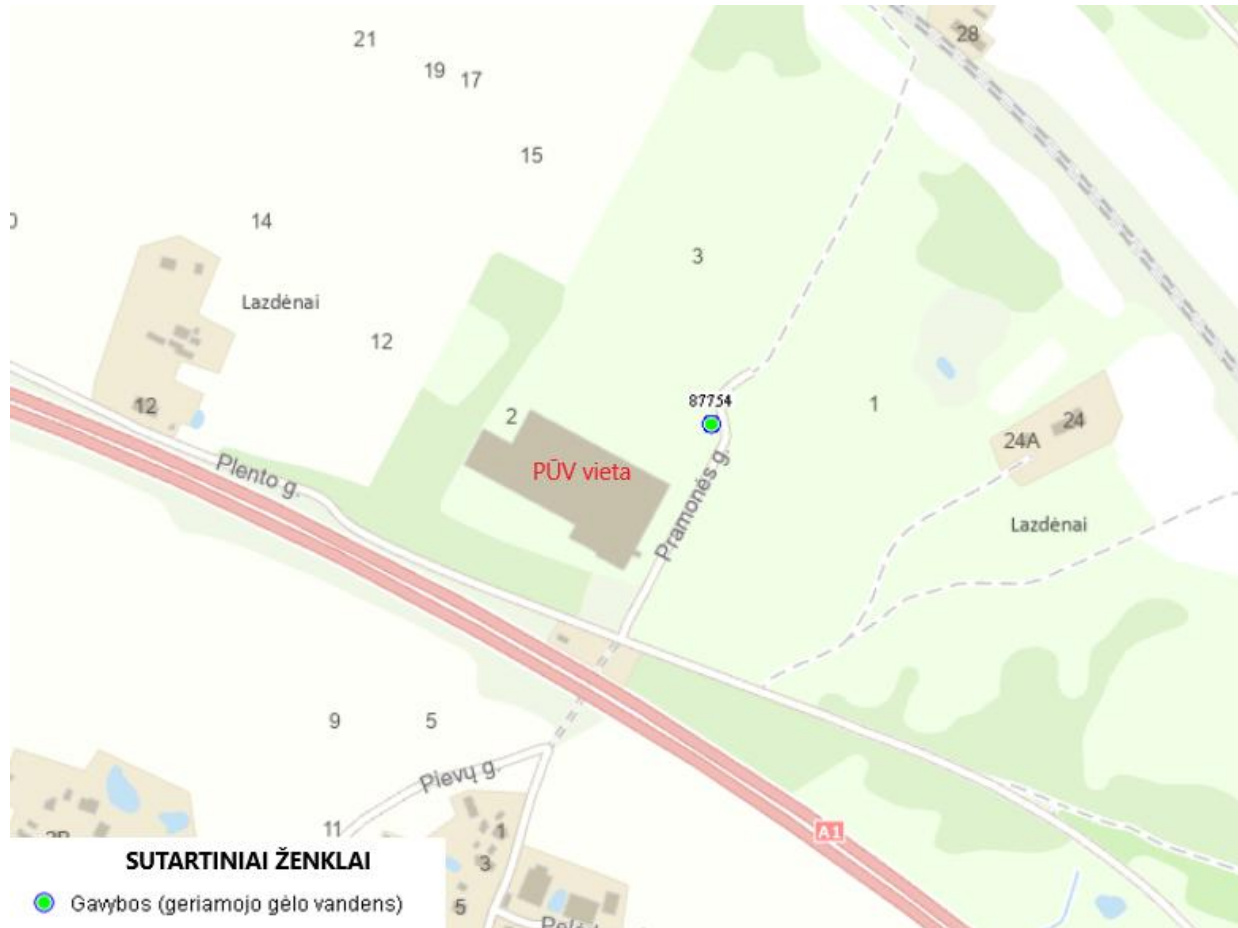 21
28
19
17
15
14
3
Lazdėnai
12
12
87754
1
2
24
24A
Plento g.
PŪV vieta
Pramonės g.
Lazdėnai
9
5
Pievų g.
A1
11
1
3
5
SUTARTINIAI ŽENKLAI
Gavybos (geriamojo gėlo vandens)